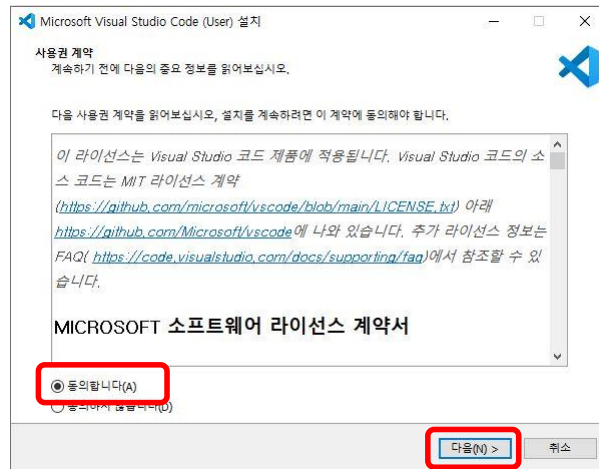 Microsoft Visual Studio Code (User) 설치
사용권 계약
계속하기 전에 다음의 중요 정보를 읽어보십시오.
다음 사용권 계약을 읽어보십시오, 설치를 계속하려면 이 계약에 동의해야 합니다.
이 라이선스는 Visual Studio 코드 제품에 적용됩니다. Visual Studio 코드의 소
스 코드는 MIT 라이선스 계약
(https://github.com/microsoft/vscode/blob/main/LICENSE.txt) 아래
https://github.com/Microsoft/vscode에 나와 있습니다. 추가 라이선스 정보는
FAQ( https://code.visualstudio.com/docs/supporting/faq)에서 참조할 수 있
습니다.
MICROSOFT 소프트웨어 라이선스 계약서
동의합니다(A)
동의하지 않습니다(D)
다음(N) >
취소